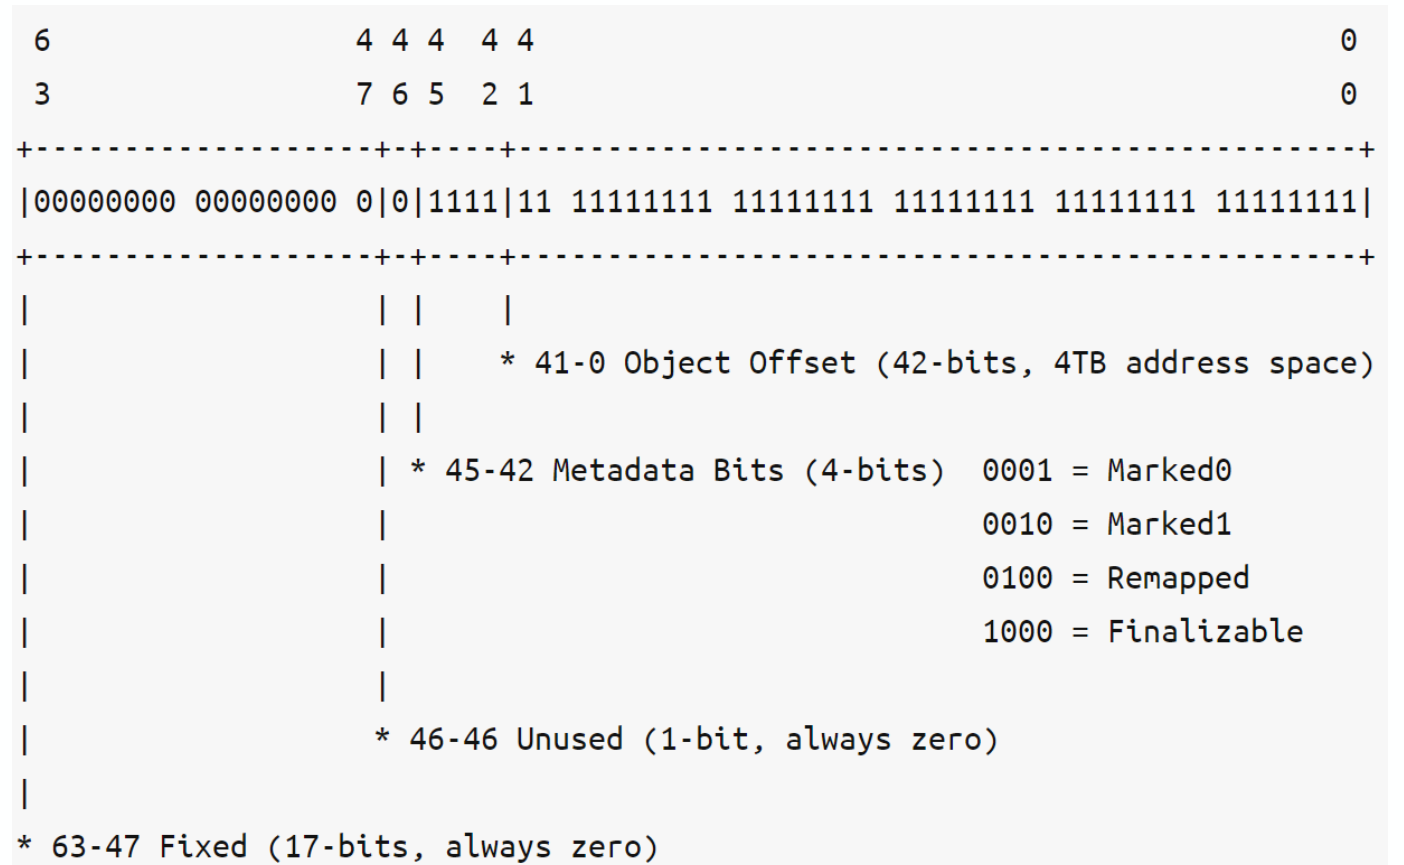 6                 4 4 4  4 4                                             0
 3                 7 6 5  2 1                                             0
+-------------------+-+----+-----------------------------------------------+
|00000000 00000000 0|0|1111|11 11111111 11111111 11111111 11111111 11111111|
+-------------------+-+----+-----------------------------------------------+
|                   | |    |
|                   | |    * 41-0 Object Offset (42-bits, 4TB address space)
|                   | |
|                   | * 45-42 Metadata Bits (4-bits)  0001 = Marked0
|                   |                                 0010 = Marked1
|                   |                                 0100 = Remapped
|                   |                                 1000 = Finalizable
|                   |
|                   * 46-46 Unused (1-bit, always zero)
|
* 63-47 Fixed (17-bits, always zero)